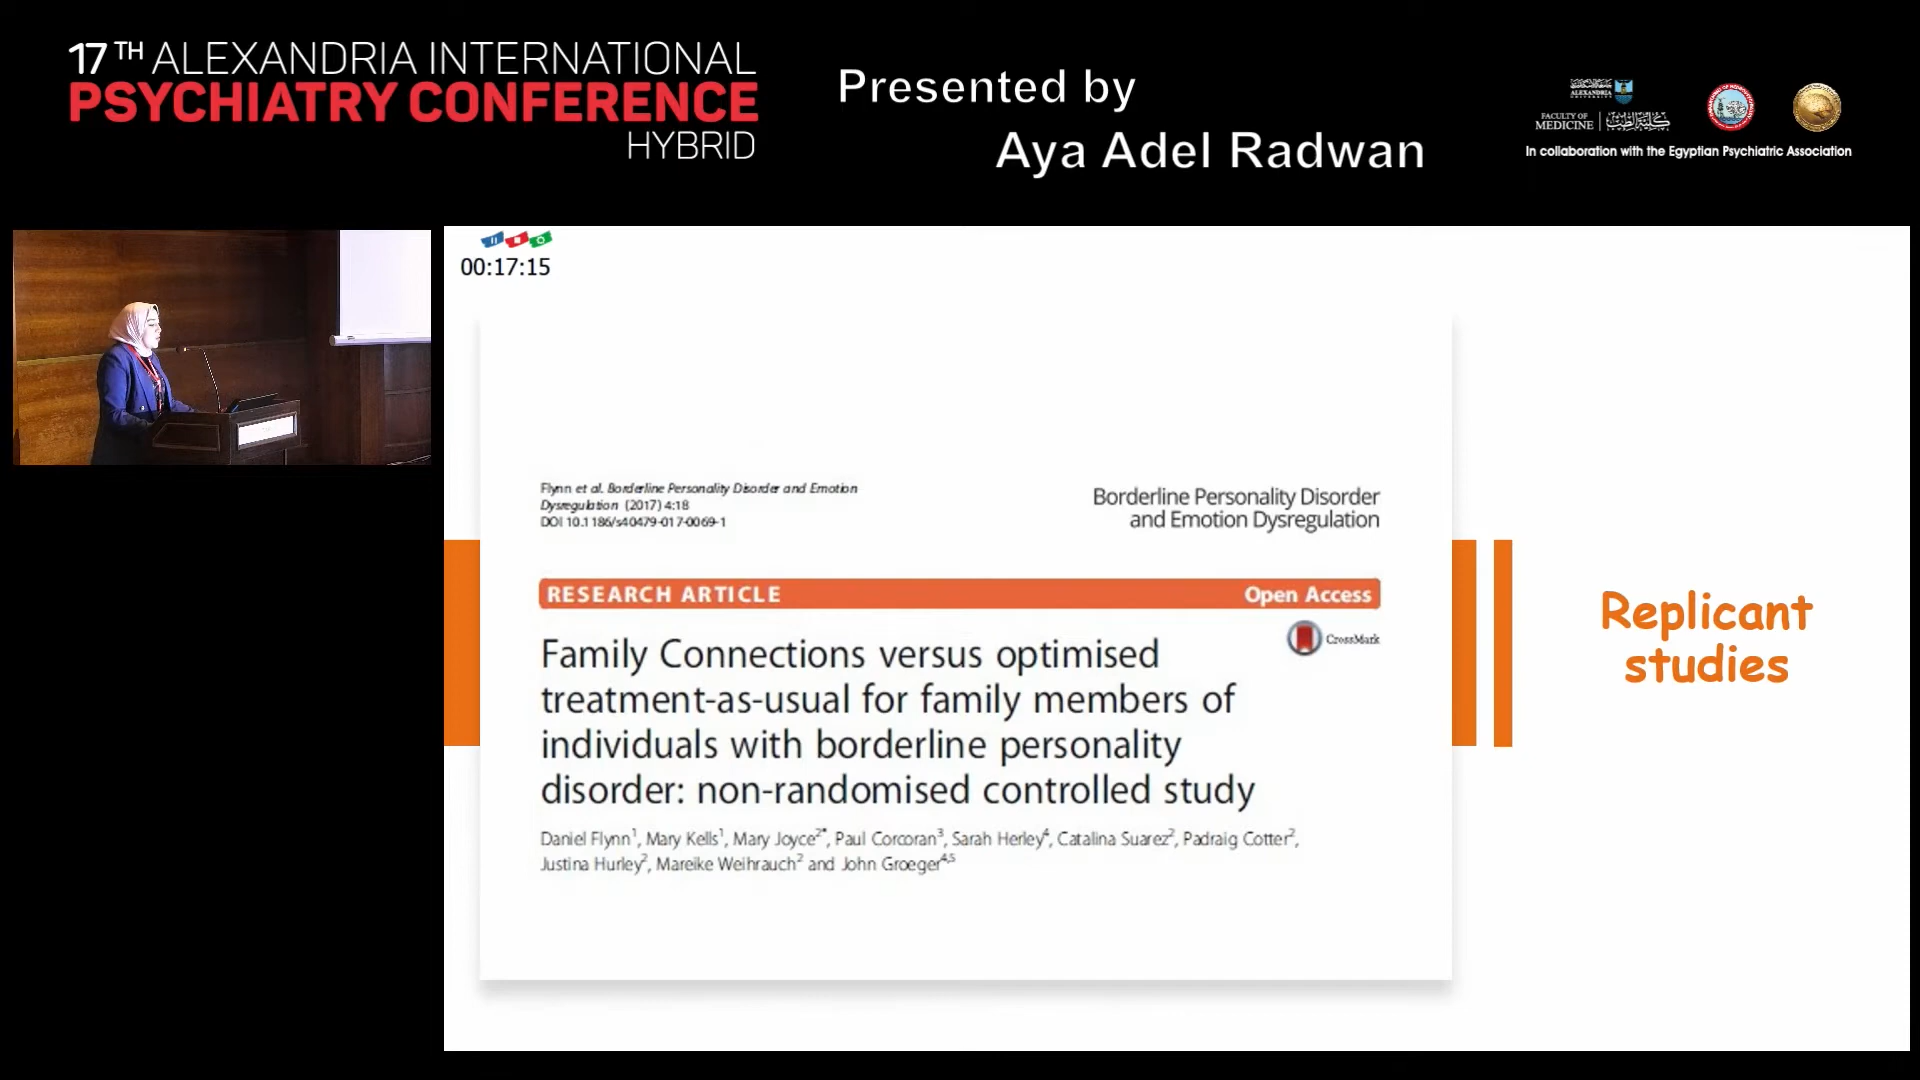 17TH ALEXANDRIA INTERNATIONAL
PSYCHIATRY CONFERENCE
HYBRID
Presented by
Aya Adel Radwan
ALEXANDRIA
FACULTY OF
MEDICINE
كلية الطب
In collaboration with the Egyptian Psychiatric Association
00:17:15
Flynn et al. Borderline Personality Disorder and Emotion
Dysregulation (2017) 4:18
DOI 10.1186/s40479-017-0069-1
Borderline Personality Disorder
and Emotion Dysregulation
RESEARCH ARTICLE
Open Access
CrossMark
Family Connections versus optimised
treatment-as-usual for family members of
individuals with borderline personality
disorder: non-randomised controlled study
Daniel Flynn1, Mary Kells1, Mary Joyce2*, Paul Corcoran3, Sarah Herley4, Catalina Suarez2, Padraig Cotter2,
Justina Hurley2, Mareike Weihrauch2 and John Groeger4,5
Replicant
studies